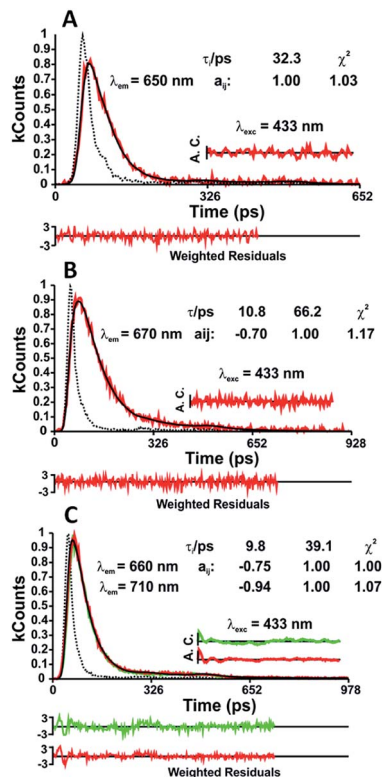 A
1
0.9
0.8
0.7
0.6
0.5
0.4
0.3
0.2
0.1
0
kCounts
τᵢ/ps 32.3 χ²
λem = 650 nm aij: 1.00 1.03
λexc = 433 nm
A. C.
326 652
Time (ps)
3
-3
Weighted Residuals
B
1
0.9
0.8
0.7
0.6
0.5
0.4
0.3
0.2
0.1
0
kCounts
τ/ps 10.8 66.2 χ²
λem = 670 nm aij: -0.70 1.00 1.17
λexc = 433 nm
A. C.
0 326 652 928
Time (ps)
3
-3
Weighted Residuals
C
1
0.9
0.8
0.7
0.6
0.5
0.4
0.3
0.2
0.1
0
kCounts
τᵢ/ps 9.8 39.1 χ²
λem = 660 nm aij: -0.75 1.00 1.00
λem = 710 nm -0.94 1.00 1.07
λexc = 433 nm
A. C.
0 326 652 978
Time (ps)
3
-3
3
-3
Weighted Residuals